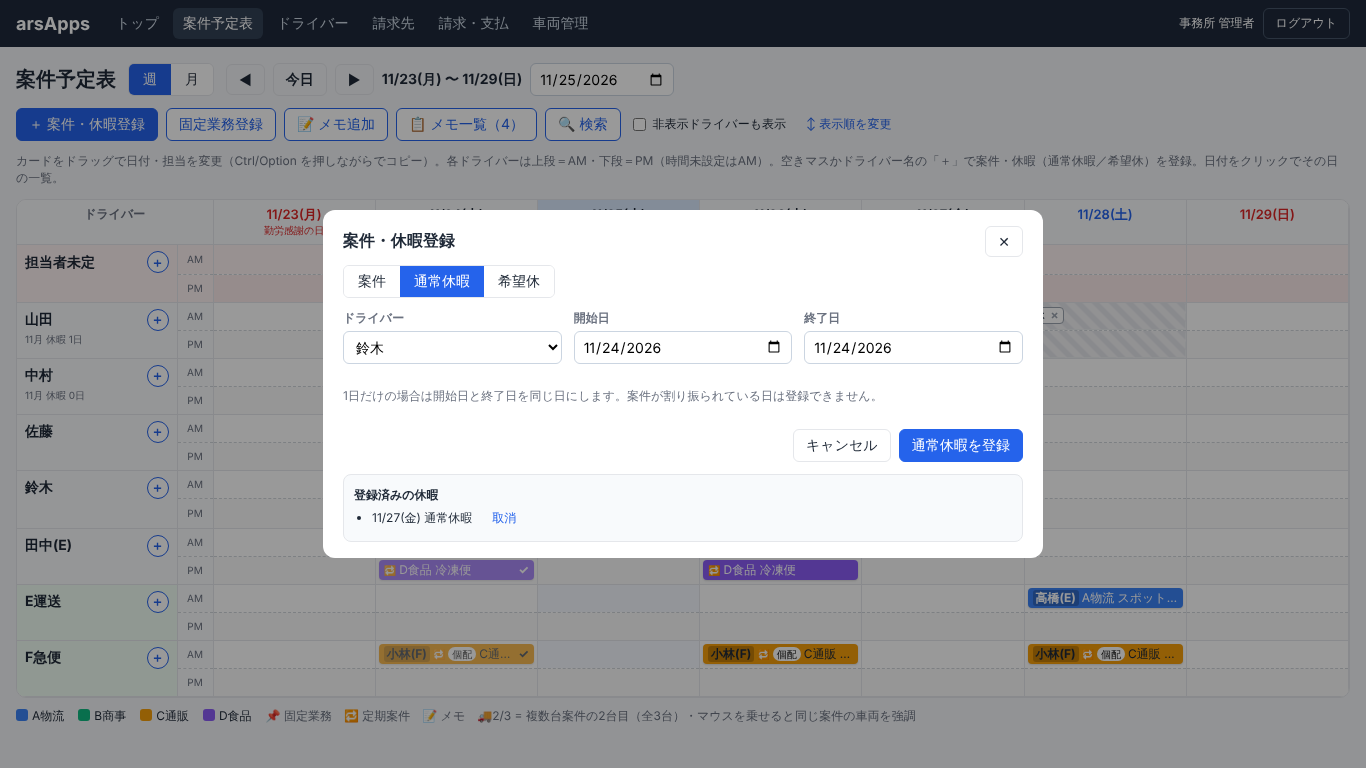 arsApps トップ 案件予定表 ドライバー 請求先 請求・支払 車両管理 事務所 管理者 ログアウト
案件予定表 週 月 ◀ 今日 ▶ 11/23(月) 〜 11/29(日) 11/25/2026
＋ 案件・休暇登録 固定業務登録 📝 メモ追加 📋 メモ一覧（4） 🔍 検索 非表示ドライバーも表示 ↕ 表示順を変更
カードをドラッグで日付・担当を変更（Ctrl/Option を押しながらでコピー）。各ドライバーは上段＝AM・下段＝PM（時間未設定はAM）。空きマスかドライバー名の「＋」で案件・休暇（通常休暇／希望休）を登録。日付をクリックでその日
の一覧。
ドライバー 11/23(月) 11/28(土) 11/29(日)
勤労感謝の日
案件・休暇登録 ×
案件 通常休暇 希望休
ドライバー 開始日 終了日
鈴木 11/24/2026 11/24/2026
1日だけの場合は開始日と終了日を同じ日にします。案件が割り振られている日は登録できません。
キャンセル 通常休暇を登録
登録済みの休暇
• 11/27(金) 通常休暇 取消
担当者未定 + AM
PM
山田 + AM ×
11月 休暇 1日 PM
中村 + AM
11月 休暇 0日 PM
佐藤 + AM
PM
鈴木 + AM
PM
田中(E) + AM
PM 🔁 D食品 冷凍便 ✓ 🔁 D食品 冷凍便
E運送 + AM 高橋(E) A物流 スポット…
PM
F急便 + AM 小林(F) 🔁 個配 C通… ✓ 小林(F) 🔁 個配 C通販 … 小林(F) 🔁 個配 C通販 …
PM
A物流 B商事 C通販 D食品 📌 固定業務 🔁 定期案件 📝 メモ 🚚2/3 = 複数台案件の2台目（全3台）・マウスを乗せると同じ案件の車両を強調